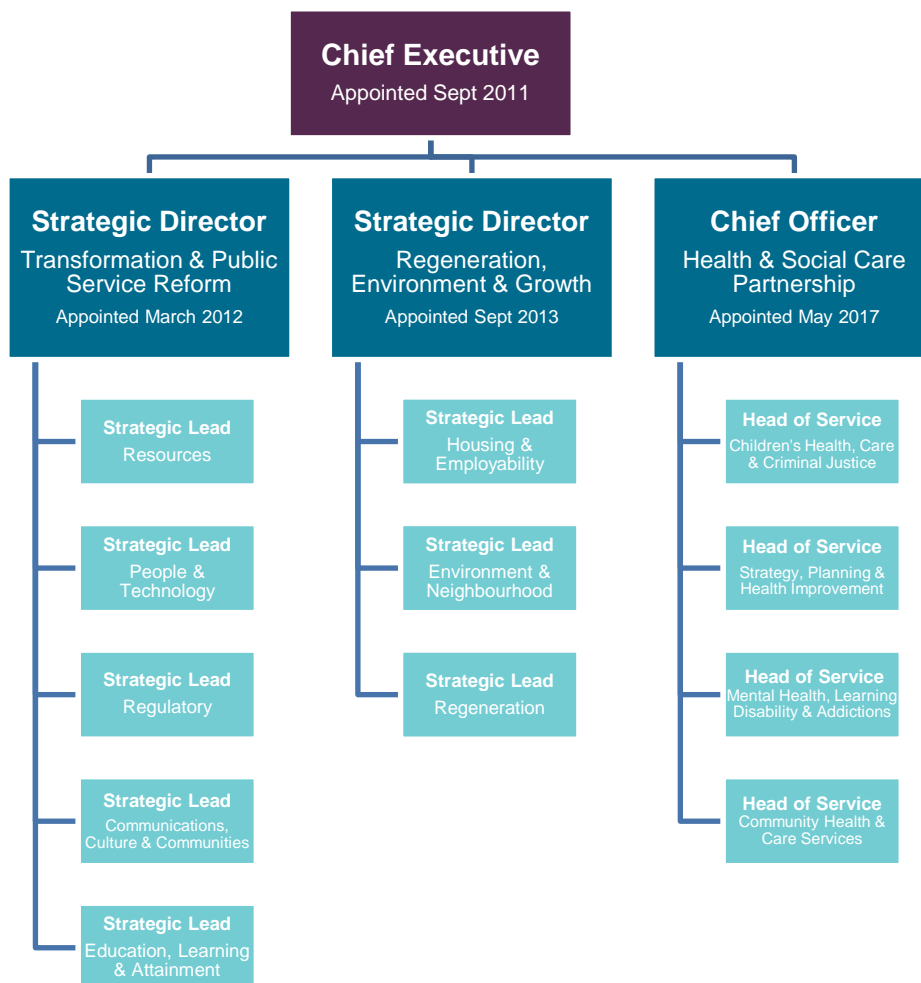 Chief Executive
Appointed Sept 2011
Strategic Director
Transformation & Public
Service Reform
Appointed March 2012
Strategic Director
Regeneration,
Environment & Growth
Appointed Sept 2013
Chief Officer
Health & Social Care
Partnership
Appointed May 2017
Strategic Lead
Resources
Strategic Lead
People &
Technology
Strategic Lead
Regulatory
Strategic Lead
Communications,
Culture & Communities
Strategic Lead
Education, Learning
& Attainment
Strategic Lead
Housing &
Employability
Strategic Lead
Environment &
Neighbourhood
Strategic Lead
Regeneration
Head of Service
Children's Health, Care
& Criminal Justice
Head of Service
Strategy, Planning &
Health Improvement
Head of Service
Mental Health, Learning
Disability & Addictions
Head of Service
Community Health &
Care Services